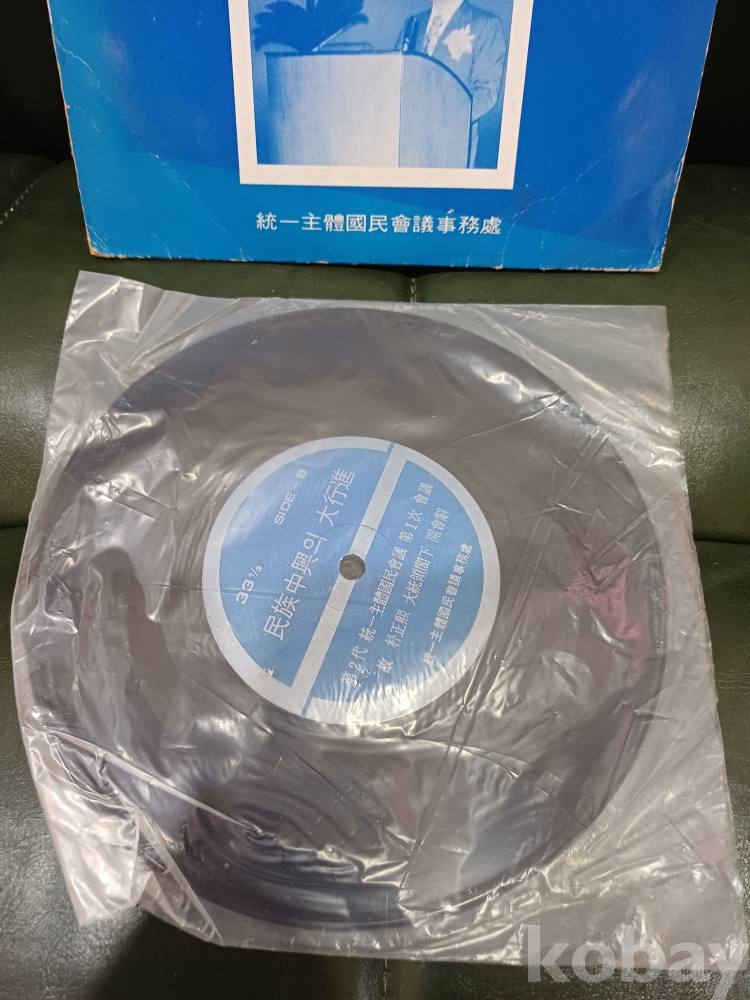 統一主體國民會議事務處
33 1/3
SIDE-B
民族中興의 大行進
第2代 統一主體國民會議 第1次 會議
故 朴正熙 大統領閣下 開會辭
統一主體國民會議事務處
kobay